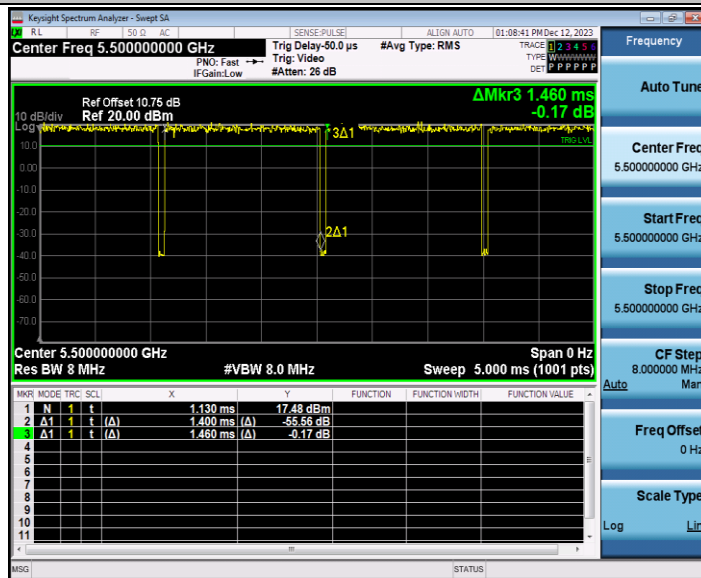 Keysight Spectrum Analyzer - Swept SA
RL RF 50 Ω AC SENSE:PULSE ALIGN AUTO 01:08:41 PM Dec 12, 2023
Center Freq 5.500000000 GHz
PNO: Fast
IFGain:Low
Trig Delay-50.0 µs
Trig: Video
#Atten: 26 dB
#Avg Type: RMS
TRACE 1 2 3 4 5 6
TYPE WWWWWW
DET P P P P P P
ΔMkr3 1.460 ms
-0.17 dB
Ref Offset 10.75 dB
10 dB/div Ref 20.00 dBm
Log
1 3Δ1
TRIG LVL
10.0
0.00
-10.0
-20.0
-30.0
2Δ1
-40.0
-50.0
-60.0
-70.0
Center 5.500000000 GHz Span 0 Hz
Res BW 8 MHz #VBW 8.0 MHz Sweep 5.000 ms (1001 pts)
MKR MODE TRC SCL X Y FUNCTION FUNCTION WIDTH FUNCTION VALUE
1 N 1 t 1.130 ms 17.48 dBm
2 Δ1 1 t (Δ) 1.400 ms (Δ) -55.56 dB
3 Δ1 1 t (Δ) 1.460 ms (Δ) -0.17 dB
4
5
6
7
8
9
10
11
MSG STATUS
Frequency
Auto Tune
Center Freq
5.500000000 GHz
Start Freq
5.500000000 GHz
Stop Freq
5.500000000 GHz
CF Step
8.000000 MHz
Auto Man
Freq Offset
0 Hz
Scale Type
Log Lin